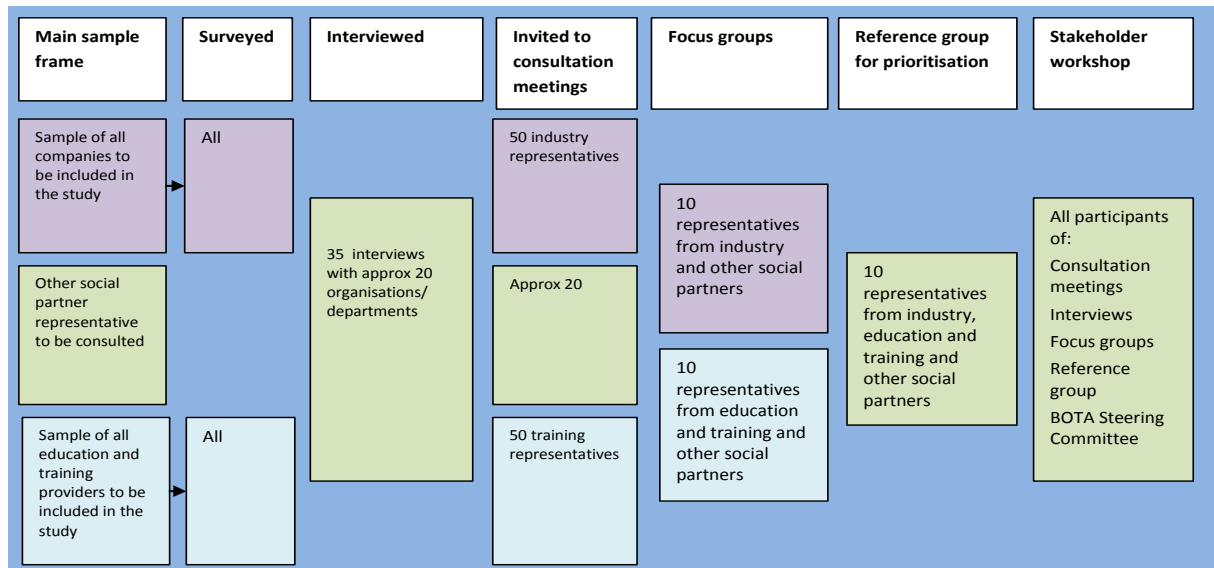 Main sample
frame
Surveyed
Interviewed
Invited to
consultation
meetings
Focus groups
Reference group
for prioritisation
Stakeholder
workshop
Sample of all
companies to
be included in
the study
All
50 industry
representatives
Other social
partner
representative
to be consulted
35 interviews
with approx 20
organisations/
departments
Approx 20
Sample of all
education and
training
providers to be
included in the
study
All
50 training
representatives
10
representatives
from industry
and other social
partners
10
representatives
from education
and training and
other social
partners
10
representatives
from industry,
education and
training and
other social
partners
All participants
of:
Consultation
meetings
Interviews
Focus groups
Reference
group
BOTA Steering
Committee